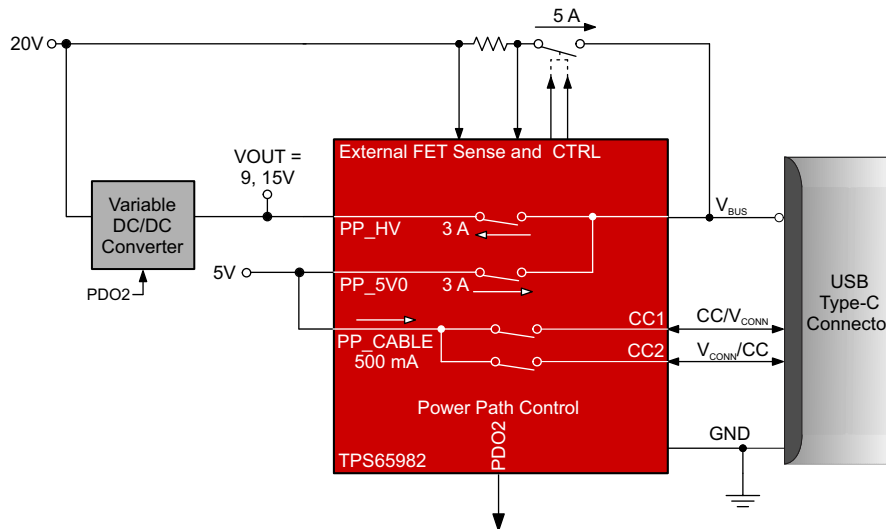 5 A
20V
External FET Sense and CTRL
VOUT =
9, 15V
Variable
DC/DC
Converter
PDO2
PP_HV
3 A
VBUS
5V
PP_5V0
3 A
CC1
CC/VCONN
PP_CABLE
500 mA
CC2
VCONN/CC
USB
Type-C
Connecto
Power Path Control
PDO2
TPS65982
GND